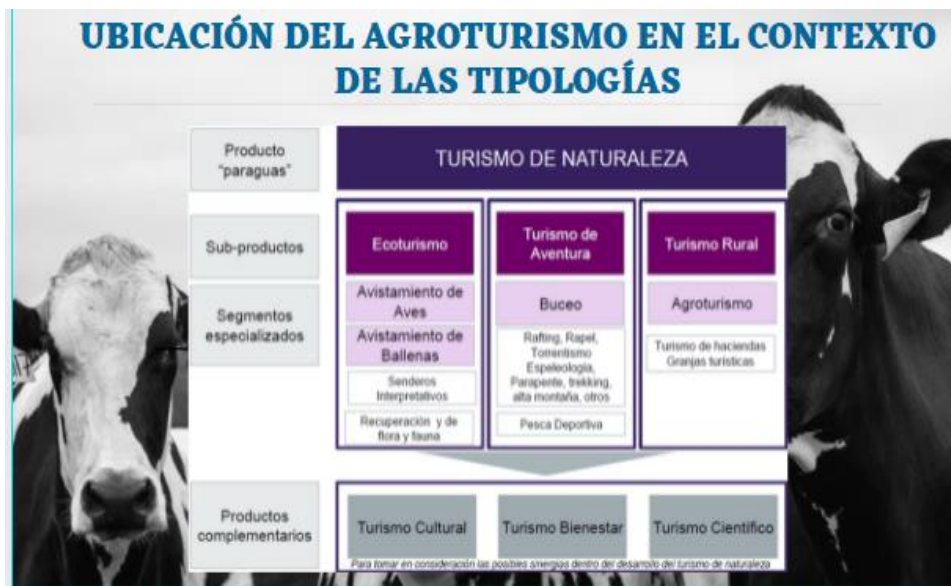 UBICACIÓN DEL AGROTURISMO EN EL CONTEXTO
DE LAS TIPOLOGÍAS
Producto
"paraguas"
TURISMO DE NATURALEZA
Sub-productos
Ecoturismo
Turismo de
Aventura
Turismo Rural
Segmentos
especializados
Avistamiento de
Aves
Avistamiento de
Ballenas
Senderos
Interpretativos
Recuperación y de
flora y fauna
Buceo
Rafting, Rapel,
Torrentismo
Espeleología,
Parapente, trekking,
alta montaña, otros
Pesca Deportiva
Agroturismo
Turismo de haciendas
Granjas turísticas
Productos
complementarios
Turismo Cultural
Turismo Bienestar
Turismo Científico
Para tomar en consideración las posibles sinergias dentro del desarrollo del turismo de naturaleza